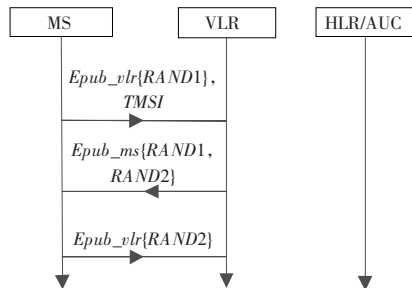 MS VLR HLR/AUC
Epub_vlr{RAND1},
TMSI
Epub_ms{RAND1,
RAND2}
Epub_vlr{RAND2}